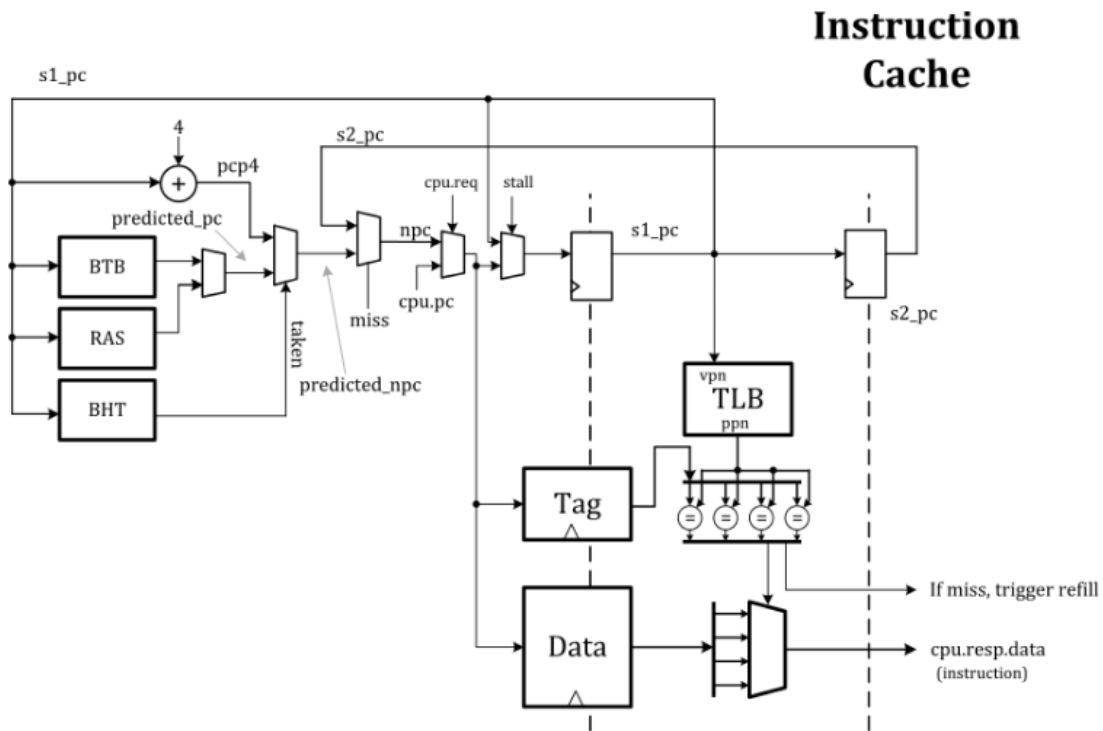 Instruction
Cache
s1_pc
4
s2_pc
pcp4
cpu.req
stall
predicted_pc
npc
s1_pc
BTB
cpu.pc
miss
s2_pc
RAS
taken
predicted_npc
vpn
TLB
ppn
BHT
Tag
= = = =
If miss, trigger refill
Data
cpu.resp.data
(instruction)
+